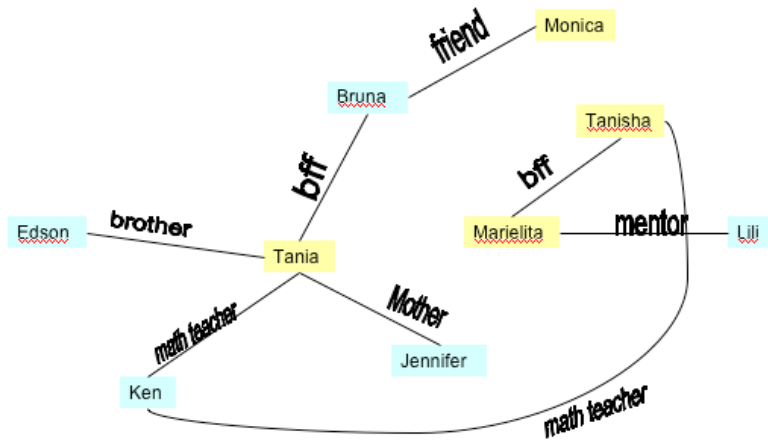 friend
Monica
Bruna
Tanisha
bff
bff
Edson
brother
Marielita
mentor
Lili
Tania
math teacher
Mother
Jennifer
Ken
math teacher